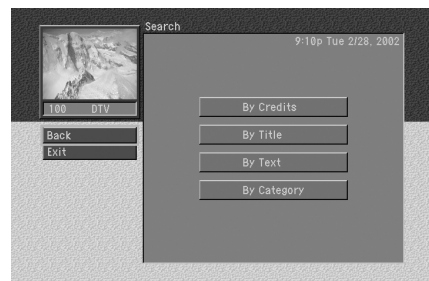 Search
9:10p Tue 2/28, 2002
100 DTV
Back
Exit
By Credits
By Title
By Text
By Category